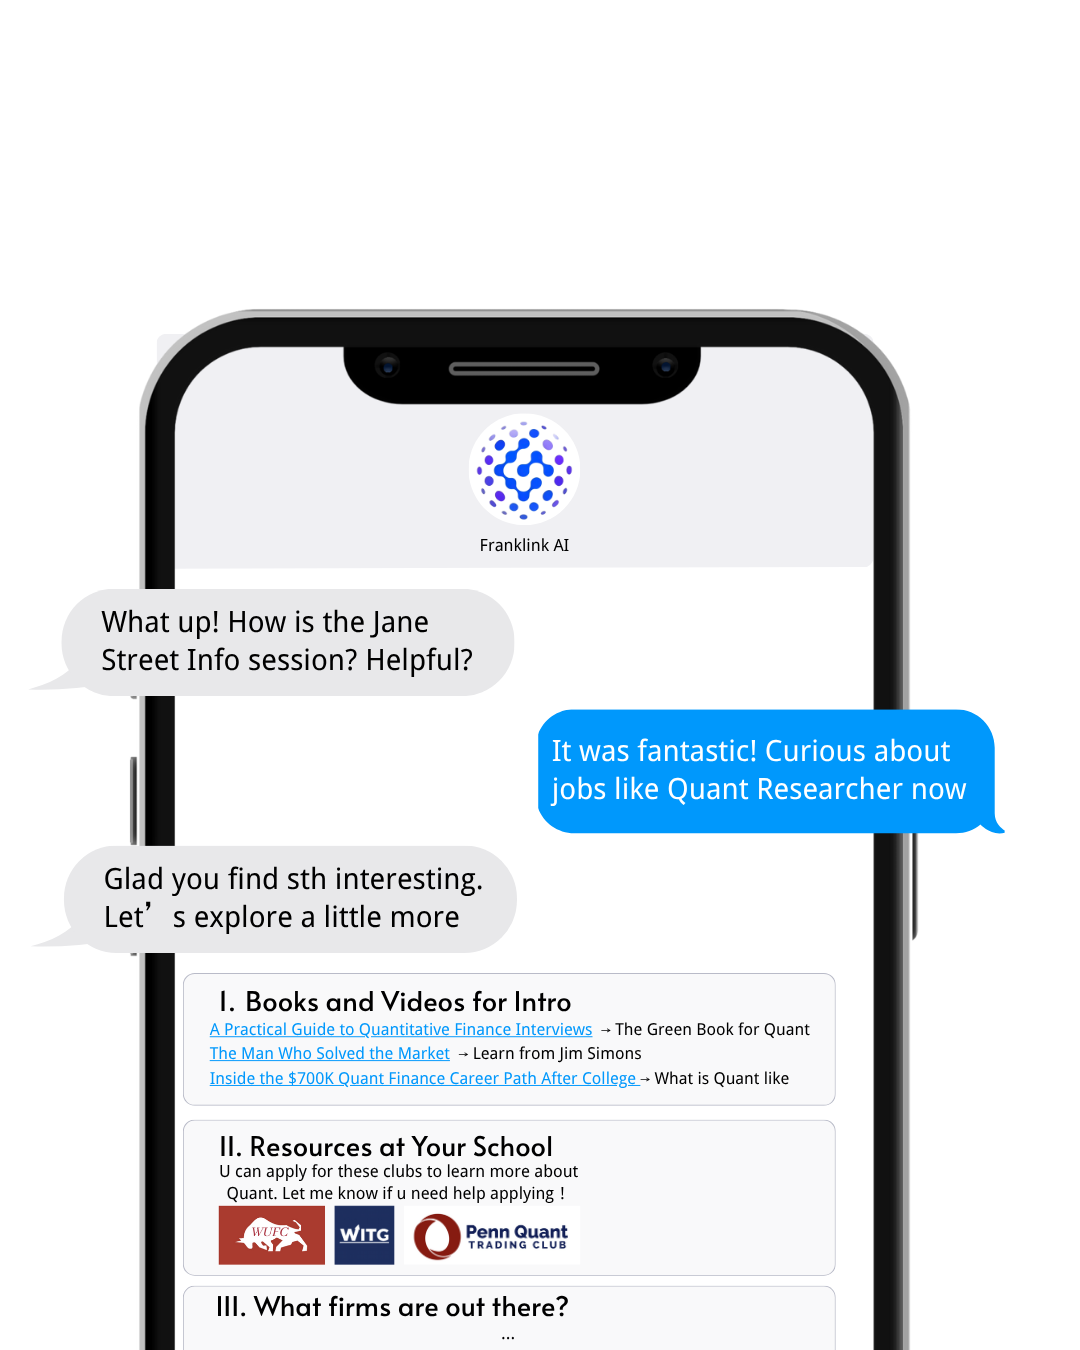 Franklink AI
What up! How is the Jane
Street Info session? Helpful?
It was fantastic! Curious about
jobs like Quant Researcher now
Glad you find sth interesting.
Let’ s explore a little more
I. Books and Videos for Intro
A Practical Guide to Quantitative Finance Interviews → The Green Book for Quant
The Man Who Solved the Market → Learn from Jim Simons
Inside the $700K Quant Finance Career Path After College → What is Quant like
II. Resources at Your School
U can apply for these clubs to learn more about
Quant. Let me know if u need help applying !
WUFC WITG Penn Quant
TRADING CLUB
III. What firms are out there?
...